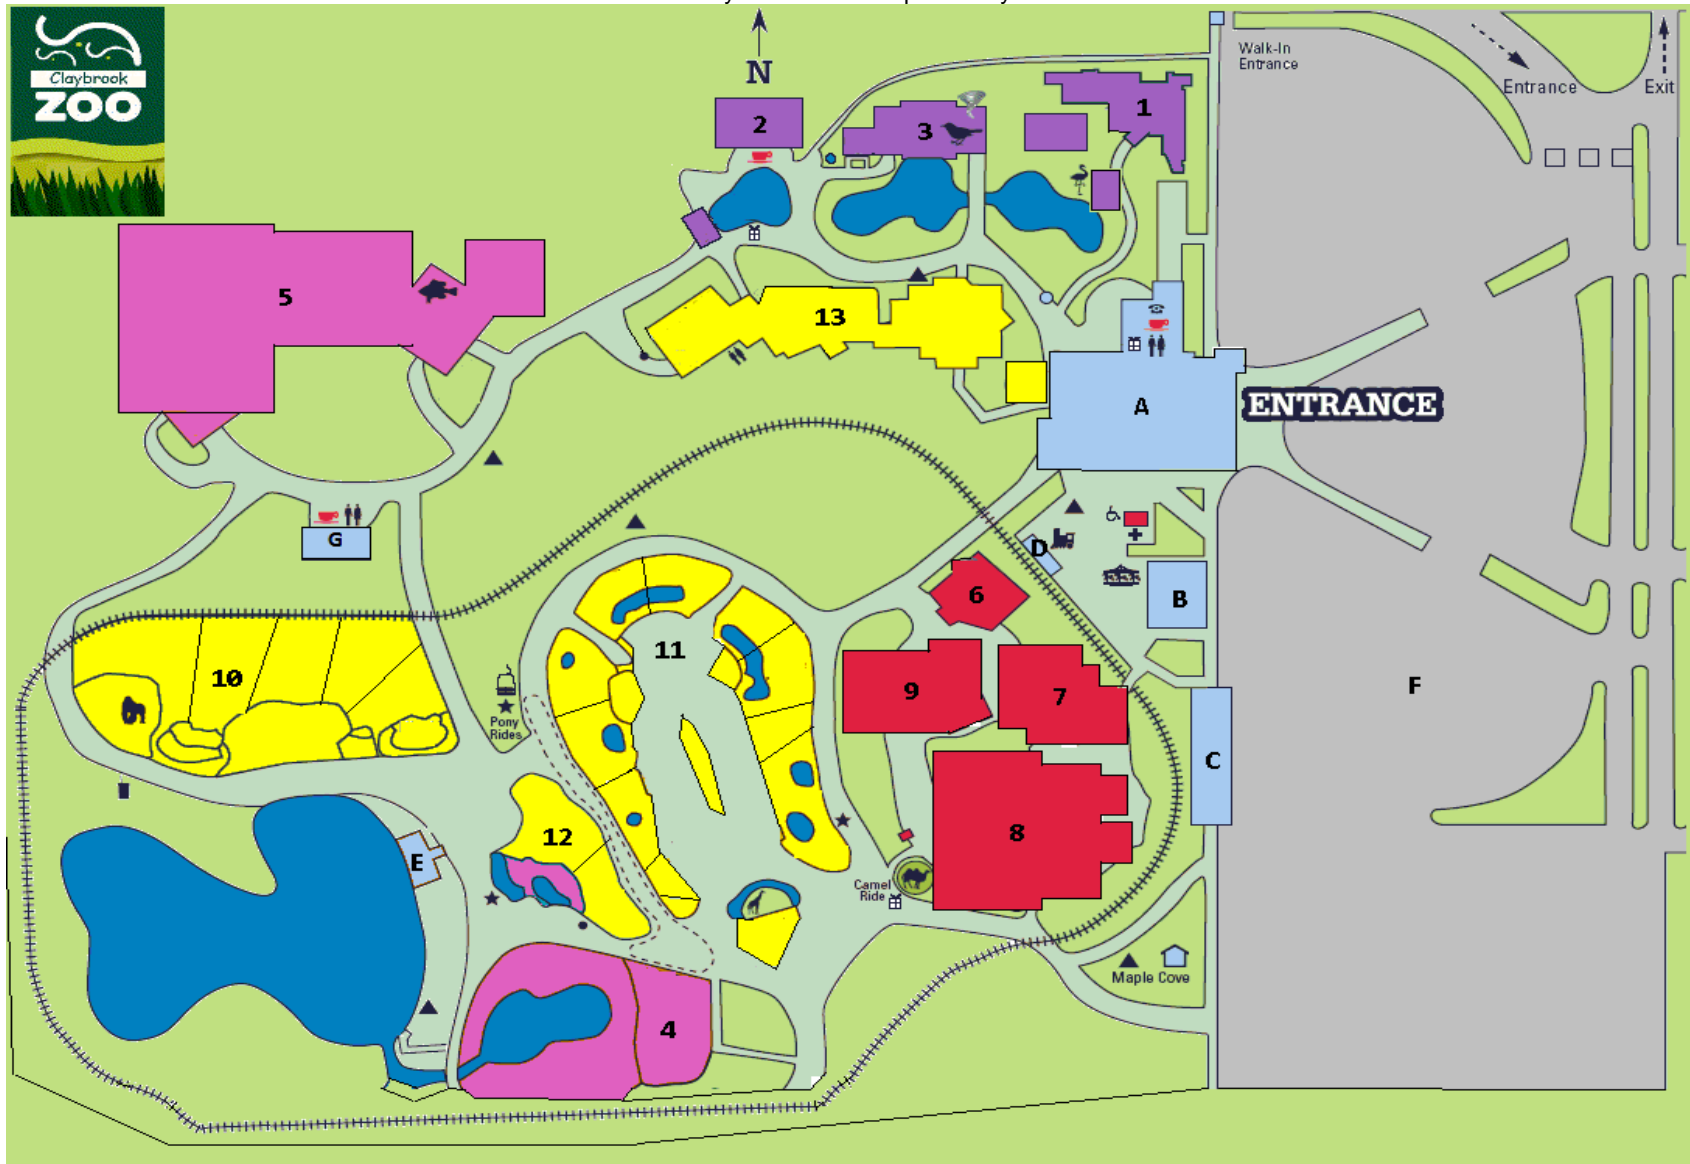 Claybrook
ZOO
N
Walk-In
Entrance
Entrance
Exit
1
2
3
5
13
A
ENTRANCE
G
D
6
B
11
10
9
7
F
Pony
Rides
C
12
8
E
Camel
Ride
Maple Cove
4